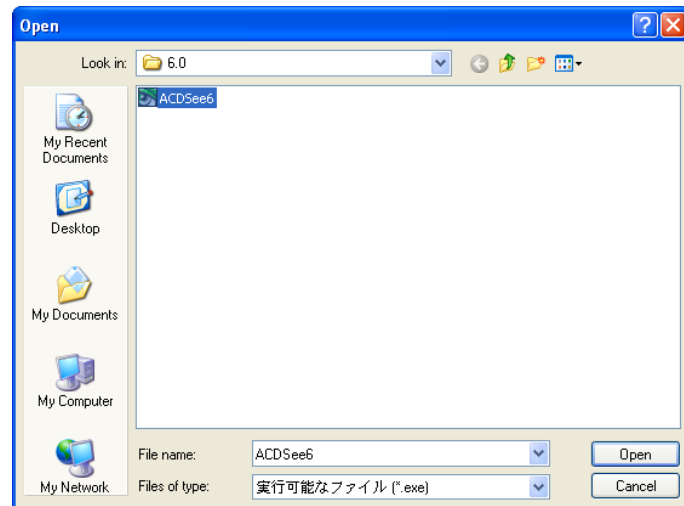 Open
Look in: 6.0
ACDSee6
My Recent
Documents
Desktop
My Documents
My Computer
My Network
File name: ACDSee6 Open
Files of type: 実行可能なファイル (*.exe) Cancel